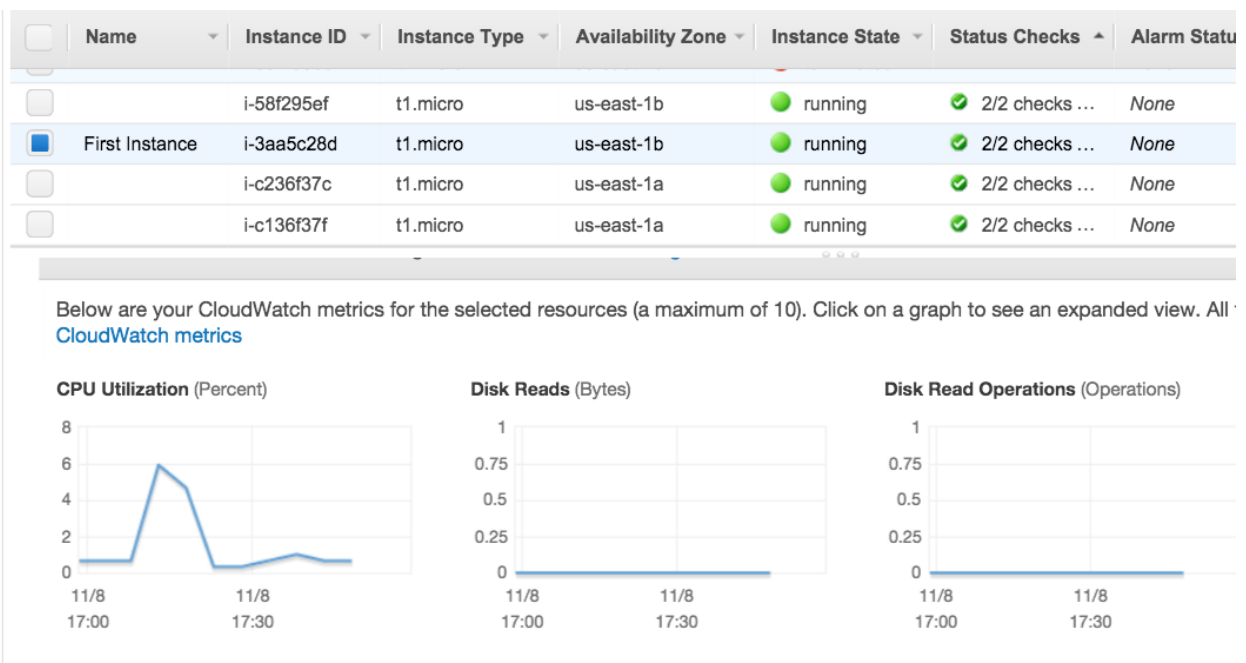 Name Instance ID Instance Type Availability Zone Instance State Status Checks Alarm Statu
i-58f295ef t1.micro us-east-1b running 2/2 checks ... None
First Instance i-3aa5c28d t1.micro us-east-1b running 2/2 checks ... None
i-c236f37c t1.micro us-east-1a running 2/2 checks ... None
i-c136f37f t1.micro us-east-1a running 2/2 checks ... None
Below are your CloudWatch metrics for the selected resources (a maximum of 10). Click on a graph to see an expanded view. All
CloudWatch metrics
CPU Utilization (Percent)
8
6
4
2
0
11/8 11/8
17:00 17:30
Disk Reads (Bytes)
1
0.75
0.5
0.25
0
11/8 11/8
17:00 17:30
Disk Read Operations (Operations)
1
0.75
0.5
0.25
0
11/8 11/8
17:00 17:30